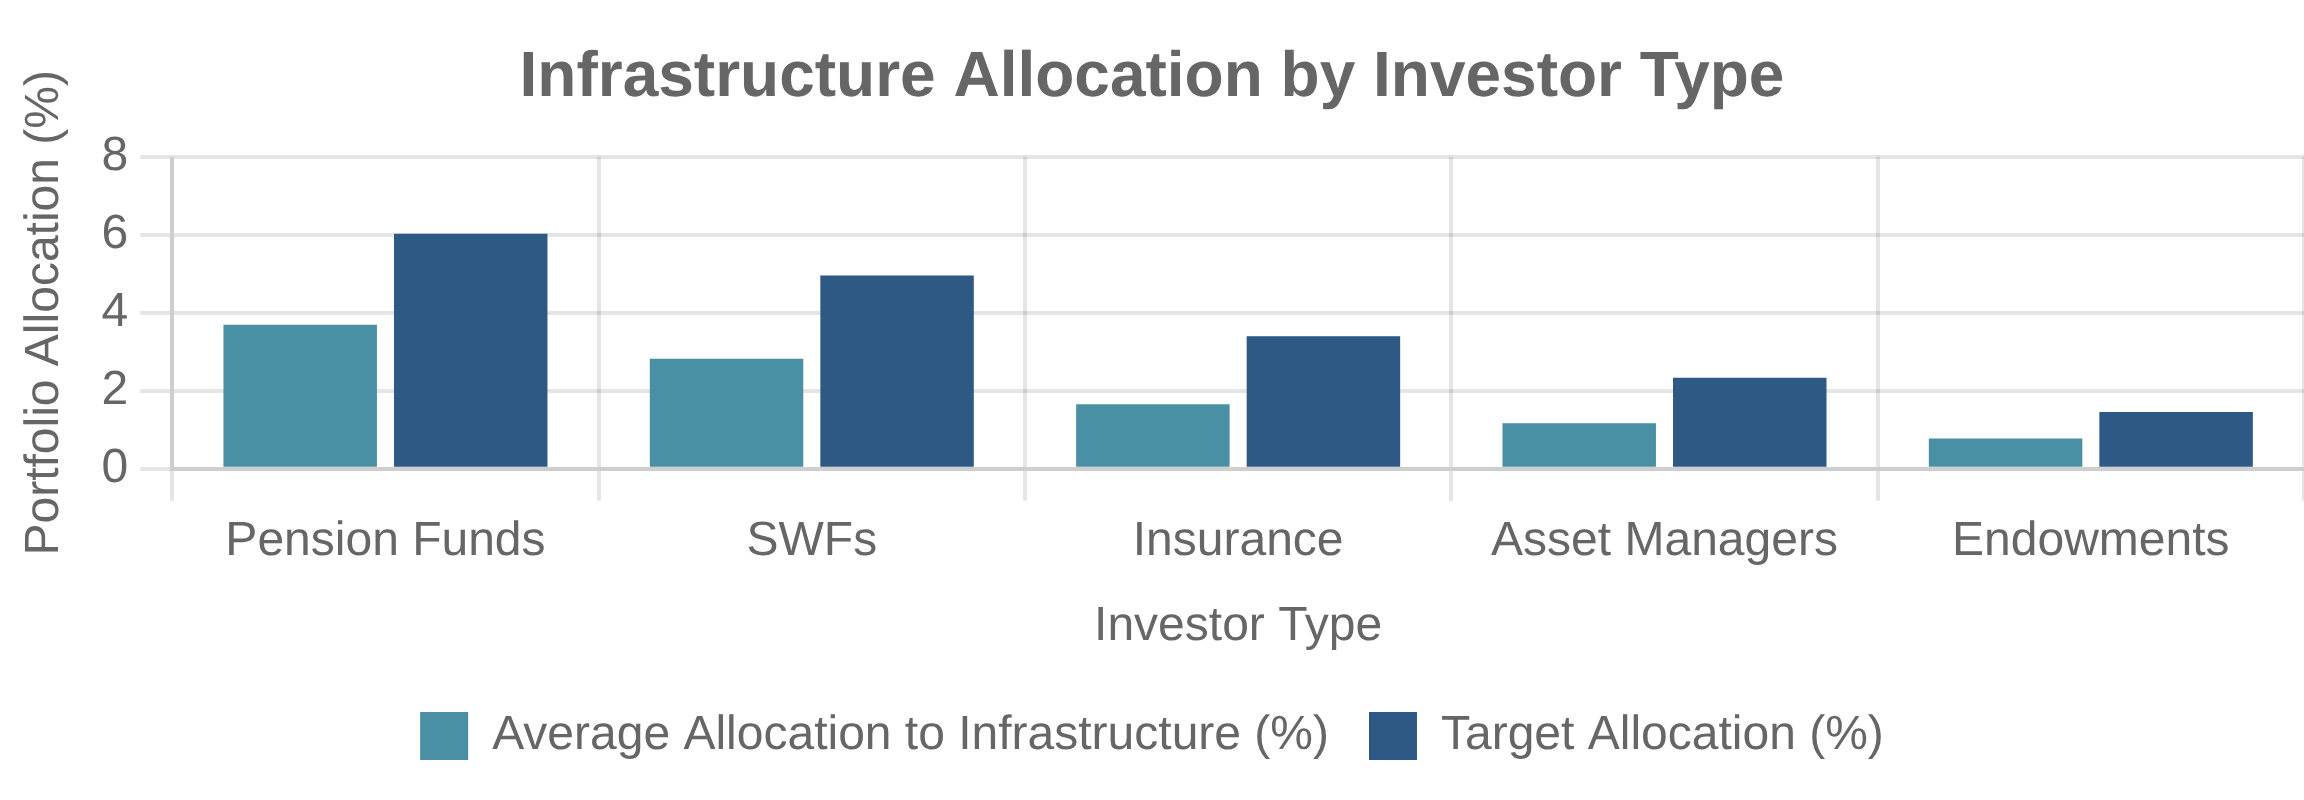 Infrastructure Allocation by Investor Type
Portfolio Allocation (%)
8
6
4
2
0
Pension Funds SWFs Insurance Asset Managers Endowments
Investor Type
Average Allocation to Infrastructure (%) Target Allocation (%)